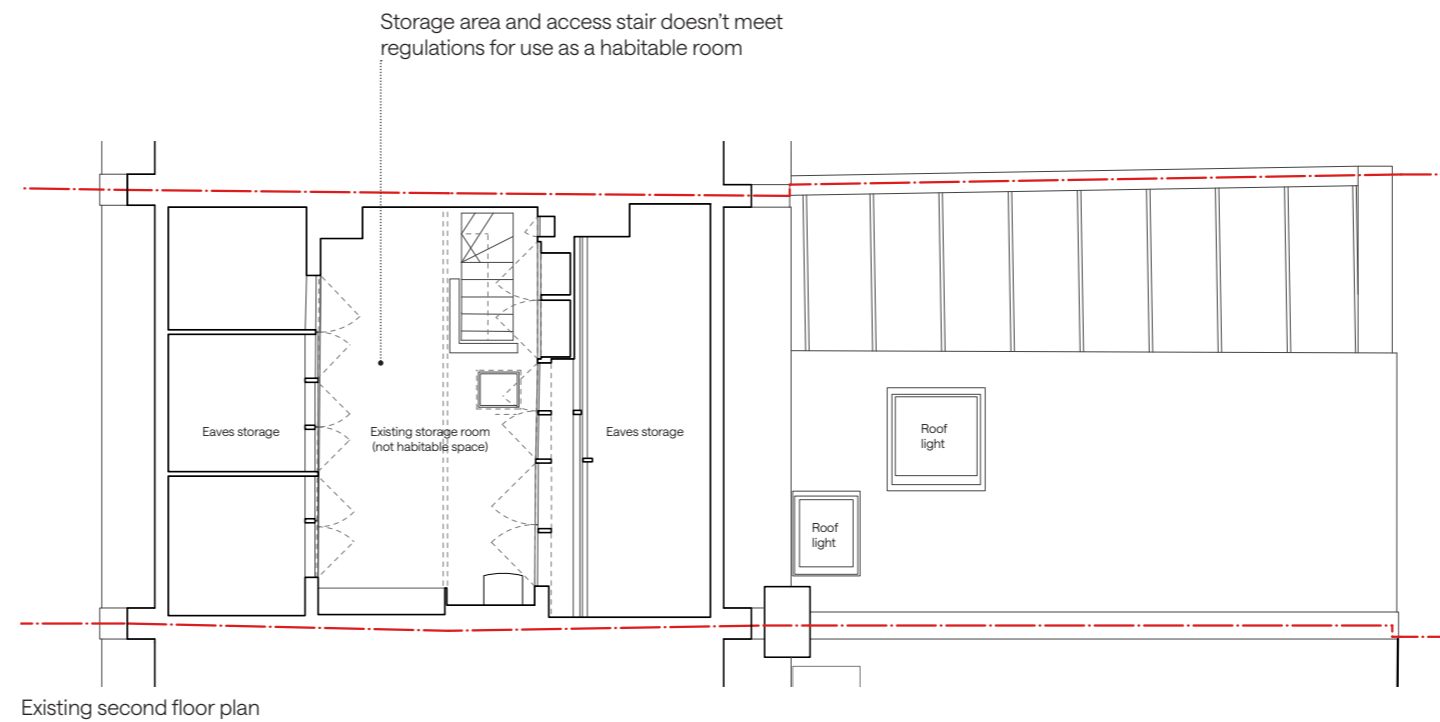 Storage area and access stair doesn’t meet
regulations for use as a habitable room
Eaves storage
Existing storage room
(not habitable space)
Eaves storage
Roof
light
Roof
light
Existing second floor plan